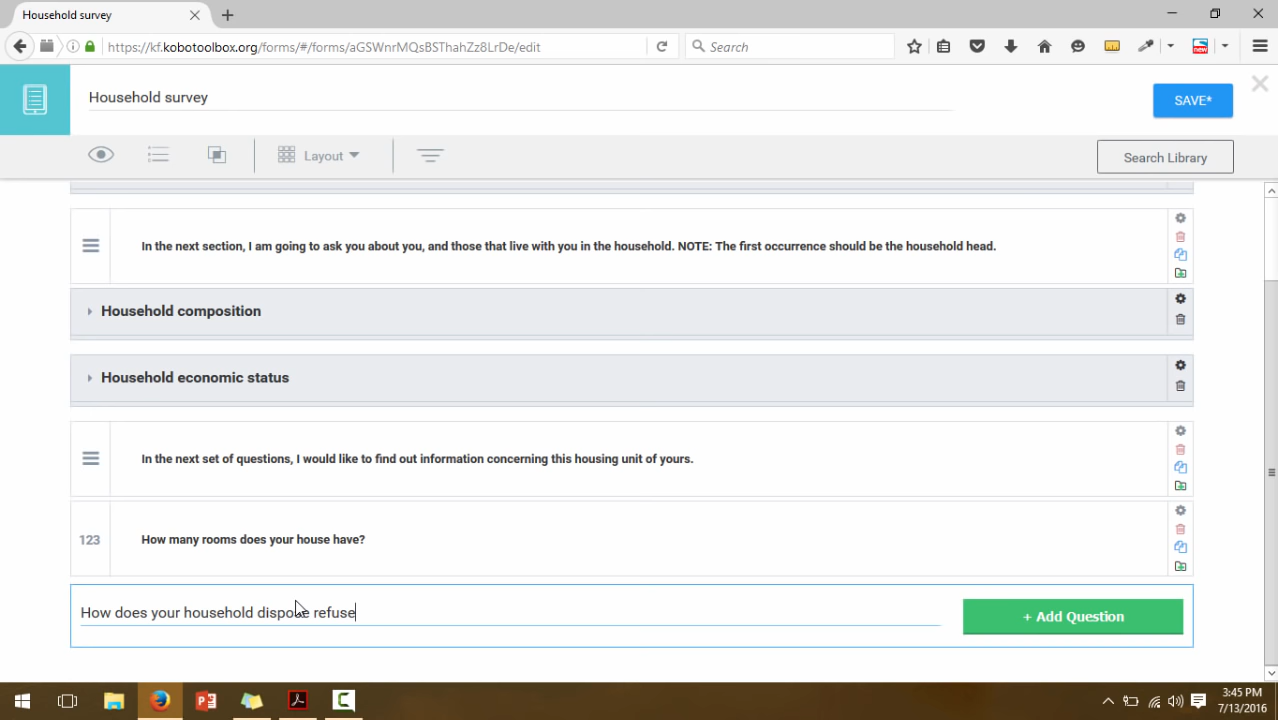 Household survey
https://kf.kobotoolbox.org/forms/#/forms/aGSWnrMQsBSThahZz8LrDe/edit
Search
new
Household survey
SAVE*
Layout
Search Library
In the next section, I am going to ask you about you, and those that live with you in the household. NOTE: The first occurrence should be the household head.
Household composition
Household economic status
In the next set of questions, I would like to find out information concerning this housing unit of yours.
123
How many rooms does your house have?
How does your household dispose refuse
+ Add Question
3:45 PM
7/13/2016